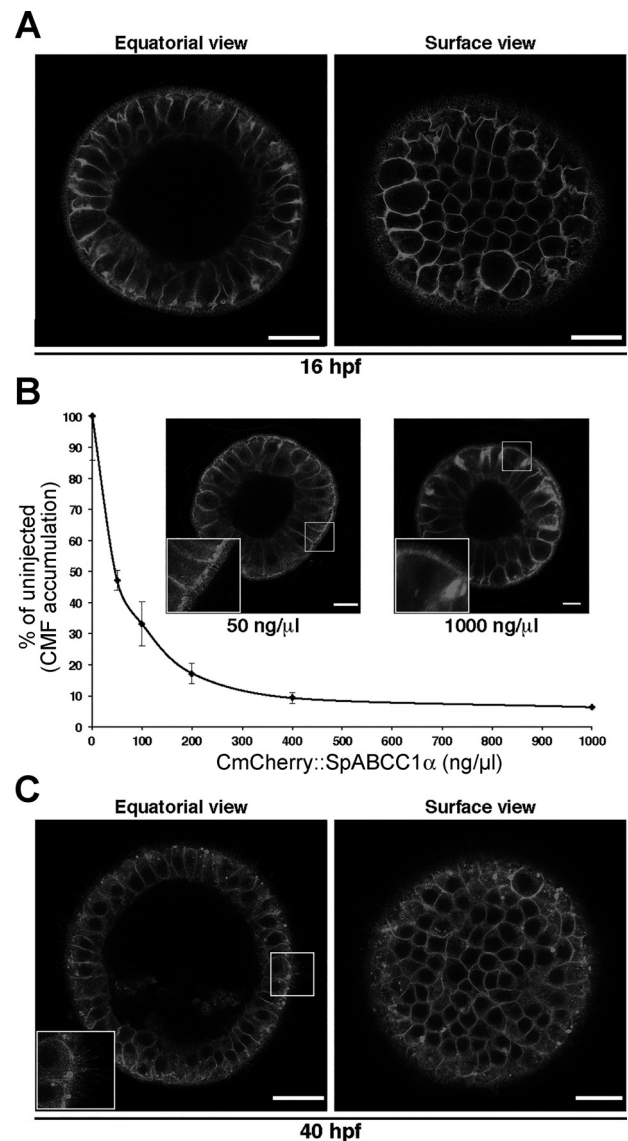 A
Equatorial view Surface view
16 hpf
B
% of uninjected
(CMF accumulation)
100
90
80
70
60
50
40
30
20
10
0
50 ng/μl 1000 ng/μl
0 100 200 300 400 500 600 700 800 900 1000
CmCherry::SpABCC1α (ng/μl)
C
Equatorial view Surface view
40 hpf